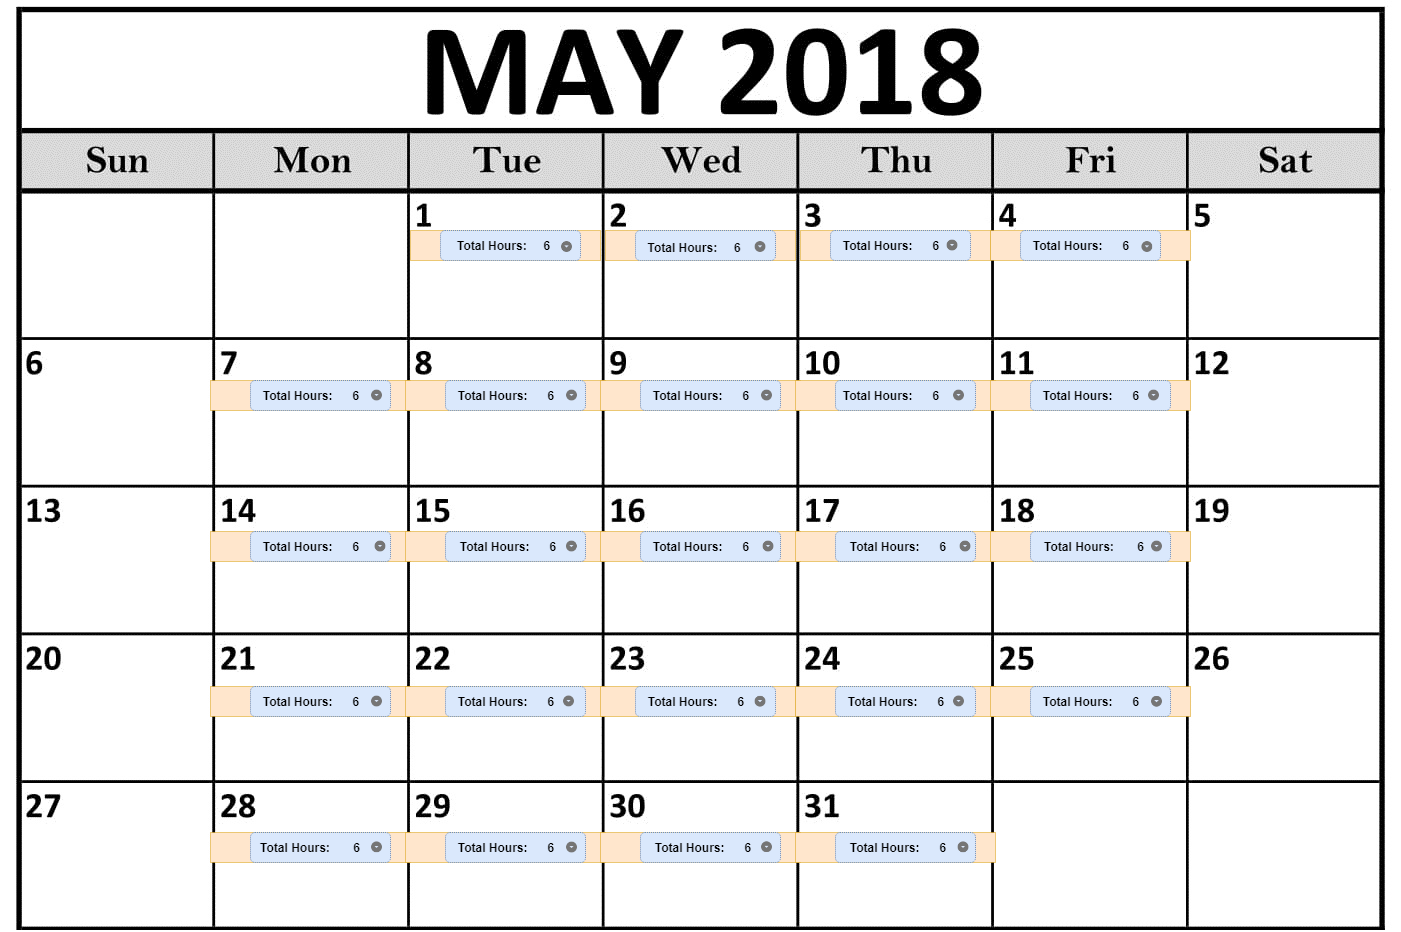 MAY 2018
Sun Mon Tue Wed Thu Fri Sat
1 2 3 4 5
Total Hours: 6 Total Hours: 6 Total Hours: 6 Total Hours: 6
6 7 8 9 10 11 12
Total Hours: 6 Total Hours: 6 Total Hours: 6 Total Hours: 6 Total Hours: 6
13 14 15 16 17 18 19
Total Hours: 6 Total Hours: 6 Total Hours: 6 Total Hours: 6 Total Hours: 6
20 21 22 23 24 25 26
Total Hours: 6 Total Hours: 6 Total Hours: 6 Total Hours: 6 Total Hours: 6
27 28 29 30 31
Total Hours: 6 Total Hours: 6 Total Hours: 6 Total Hours: 6